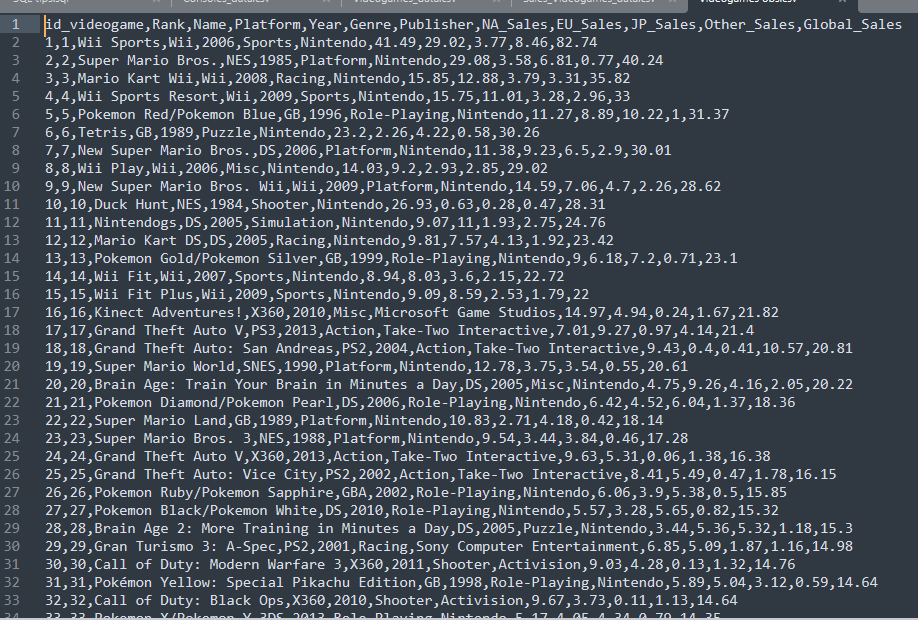 id_videogame,Rank,Name,Platform,Year,Genre,Publisher,NA_Sales,EU_Sales,JP_Sales,Other_Sales,Global_Sales
1 
2 1,1,Wii Sports,Wii,2006,Sports,Nintendo,41.49,29.02,3.77,8.46,82.74
3 2,2,Super Mario Bros.,NES,1985,Platform,Nintendo,29.08,3.58,6.81,0.77,40.24
4 3,3,Mario Kart Wii,Wii,2008,Racing,Nintendo,15.85,12.88,3.79,3.31,35.82
5 4,4,Wii Sports Resort,Wii,2009,Sports,Nintendo,15.75,11.01,3.28,2.96,33
6 5,5,Pokemon Red/Pokemon Blue,GB,1996,Role-Playing,Nintendo,11.27,8.89,10.22,1,31.37
7 6,6,Tetris,GB,1989,Puzzle,Nintendo,23.2,2.26,4.22,0.58,30.26
8 7,7,New Super Mario Bros.,DS,2006,Platform,Nintendo,11.38,9.23,6.5,2.9,30.01
9 8,8,Wii Play,Wii,2006,Misc,Nintendo,14.03,9.2,2.93,2.85,29.02
10 9,9,New Super Mario Bros. Wii,Wii,2009,Platform,Nintendo,14.59,7.06,4.7,2.26,28.62
11 10,10,Duck Hunt,NES,1984,Shooter,Nintendo,26.93,0.63,0.28,0.47,28.31
12 11,11,Nintendogs,DS,2005,Simulation,Nintendo,9.07,11,1.93,2.75,24.76
13 12,12,Mario Kart DS,DS,2005,Racing,Nintendo,9.81,7.57,4.13,1.92,23.42
14 13,13,Pokemon Gold/Pokemon Silver,GB,1999,Role-Playing,Nintendo,9,6.18,7.2,0.71,23.1
15 14,14,Wii Fit,Wii,2007,Sports,Nintendo,8.94,8.03,3.6,2.15,22.72
16 15,15,Wii Fit Plus,Wii,2009,Sports,Nintendo,9.09,8.59,2.53,1.79,22
17 16,16,Kinect Adventures!,X360,2010,Misc,Microsoft Game Studios,14.97,4.94,0.24,1.67,21.82
18 17,17,Grand Theft Auto V,PS3,2013,Action,Take-Two Interactive,7.01,9.27,0.97,4.14,21.4
19 18,18,Grand Theft Auto: San Andreas,PS2,2004,Action,Take-Two Interactive,9.43,0.4,0.41,10.57,20.81
20 19,19,Super Mario World,SNES,1990,Platform,Nintendo,12.78,3.75,3.54,0.55,20.61
21 20,20,Brain Age: Train Your Brain in Minutes a Day,DS,2005,Misc,Nintendo,4.75,9.26,4.16,2.05,20.22
22 21,21,Pokemon Diamond/Pokemon Pearl,DS,2006,Role-Playing,Nintendo,6.42,4.52,6.04,1.37,18.36
23 22,22,Super Mario Land,GB,1989,Platform,Nintendo,10.83,2.71,4.18,0.42,18.14
24 23,23,Super Mario Bros. 3,NES,1988,Platform,Nintendo,9.54,3.44,3.84,0.46,17.28
25 24,24,Grand Theft Auto V,X360,2013,Action,Take-Two Interactive,9.63,5.31,0.06,1.38,16.38
26 25,25,Grand Theft Auto: Vice City,PS2,2002,Action,Take-Two Interactive,8.41,5.49,0.47,1.78,16.15
27 26,26,Pokemon Ruby/Pokemon Sapphire,GBA,2002,Role-Playing,Nintendo,6.06,3.9,5.38,0.5,15.85
28 27,27,Pokemon Black/Pokemon White,DS,2010,Role-Playing,Nintendo,5.57,3.28,5.65,0.82,15.32
29 28,28,Brain Age 2: More Training in Minutes a Day,DS,2005,Puzzle,Nintendo,3.44,5.36,5.32,1.18,15.3
30 29,29,Gran Turismo 3: A-Spec,PS2,2001,Racing,Sony Computer Entertainment,6.85,5.09,1.87,1.16,14.98
31 30,30,Call of Duty: Modern Warfare 3,X360,2011,Shooter,Activision,9.03,4.28,0.13,1.32,14.76
32 31,31,Pokémon Yellow: Special Pikachu Edition,GB,1998,Role-Playing,Nintendo,5.89,5.04,3.12,0.59,14.64
33 32,32,Call of Duty: Black Ops,X360,2010,Shooter,Activision,9.67,3.73,0.11,1.13,14.64